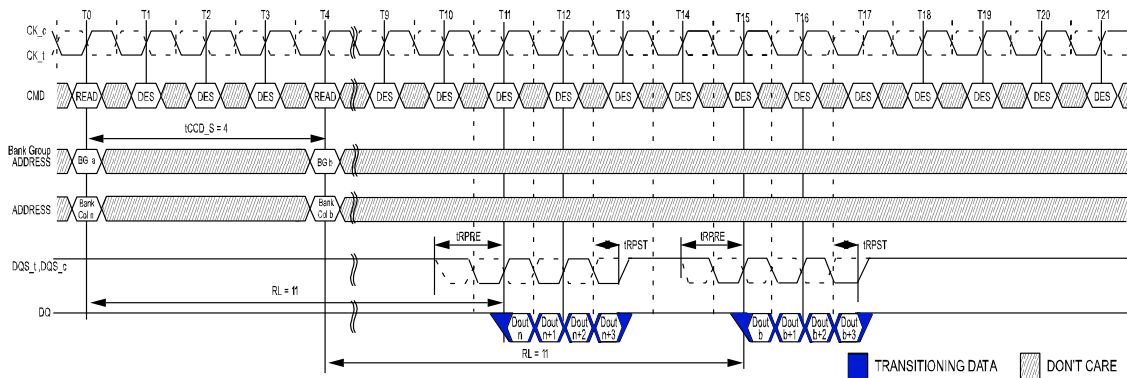 T0 T1 T2 T3 T4 T9 T10 T11 T12 T13 T14 T15 T16 T17 T18 T19 T20 T21
CK_c
CK_t
CMD READ DES DES DES READ DES DES DES DES DES DES DES DES DES DES DES DES DES
tCCD_S = 4
Bank Group
ADDRESS BG a BG b
ADDRESS Bank
Col n Bank
Col b
tRPRE tRPST tRPRE tRPST
DQS_t ,DQS_c
RL = 11
DQ
Dout
n Dout
n+1 Dout
n+2 Dout
n+3 Dout
b Dout
b+1 Dout
b+2 Dout
b+3
RL = 11
TRANSITIONING DATA DON'T CARE